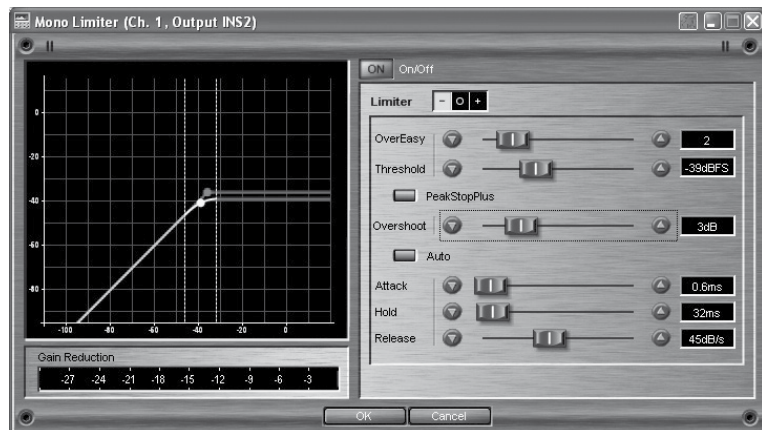 Mono Limiter (Ch. 1, Output INS2)
ON On/Off
Limiter - O +
OverEasy 2
Threshold -39dBFS
PeakStopPlus
Overshoot 3dB
Auto
Attack 0.6ms
Hold 32ms
Release 45dB/s
0
-20
-40
-60
-80
-100 -80 -60 -40 -20 0
Gain Reduction
-27 -24 -21 -18 -15 -12 -9 -6 -3
OK Cancel